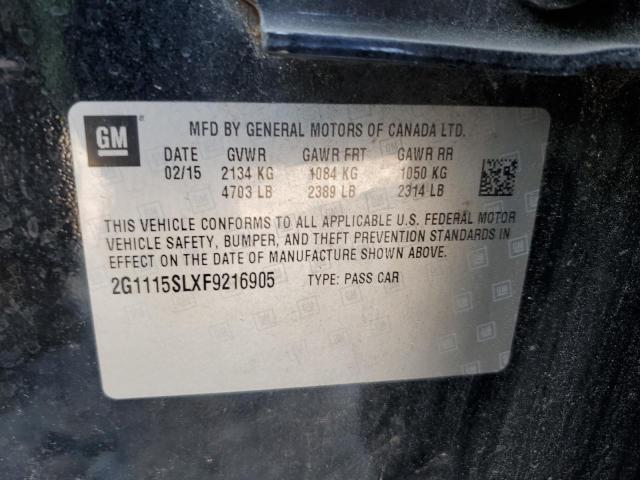 GM ®
MFD BY GENERAL MOTORS OF CANADA LTD.
DATE GVWR GAWR FRT GAWR RR
02/15 2134 KG 1084 KG 1050 KG
4703 LB 2389 LB 2314 LB
THIS VEHICLE CONFORMS TO ALL APPLICABLE U.S. FEDERAL MOTOR
VEHICLE SAFETY, BUMPER, AND THEFT PREVENTION STANDARDS IN
EFFECT ON THE DATE OF MANUFACTURE SHOWN ABOVE.
2G1115SLXF9216905 TYPE: PASS CAR